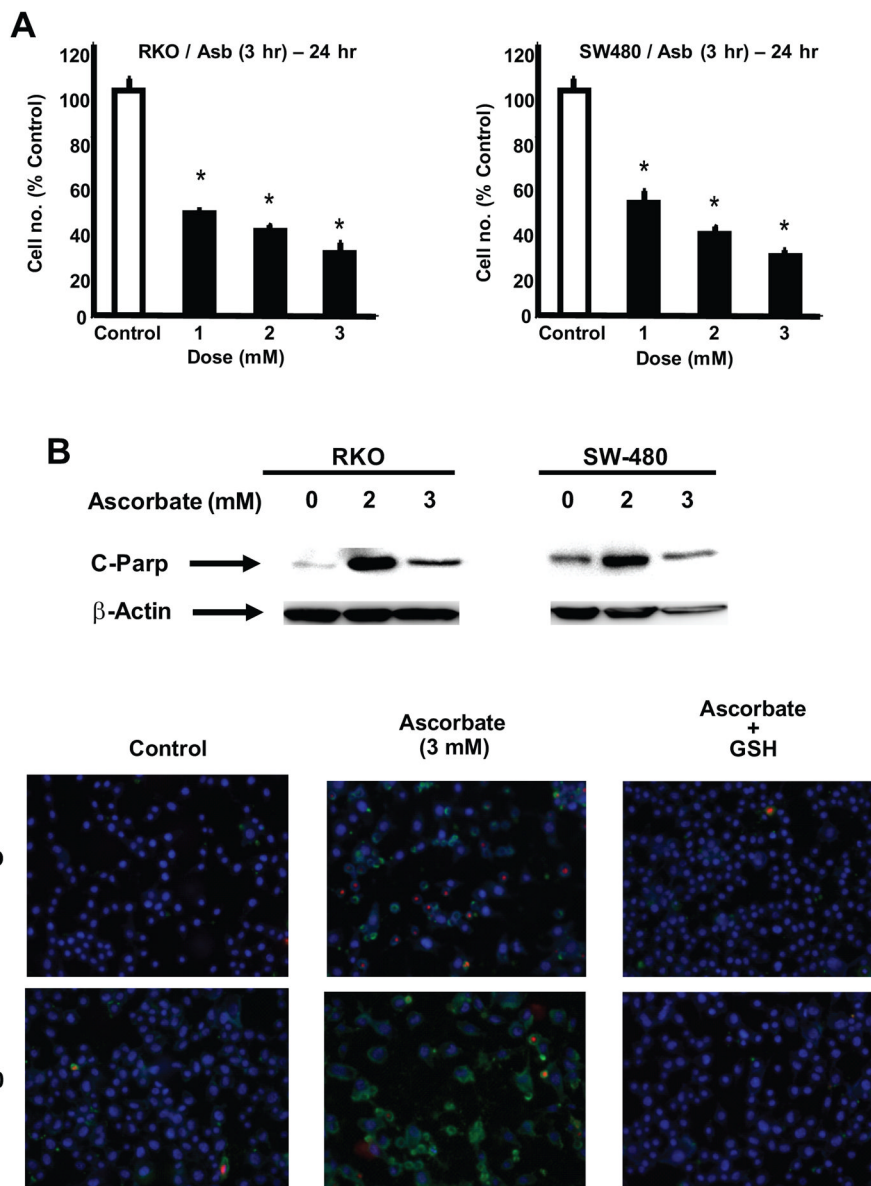 A
RKO / Asb (3 hr) – 24 hr
Cell no. (% Control)
120
100
80
60
40
20
0
*
*
*
Control 1 2 3
Dose (mM)
SW480 / Asb (3 hr) – 24 hr
Cell no. (% Control)
120
100
80
60
40
20
0
*
*
*
Control 1 2 3
Dose (mM)
B
RKO SW-480
Ascorbate (mM) 0 2 3 0 2 3
C-Parp
β-Actin
Control
Ascorbate
(3 mM)
Ascorbate
+
GSH